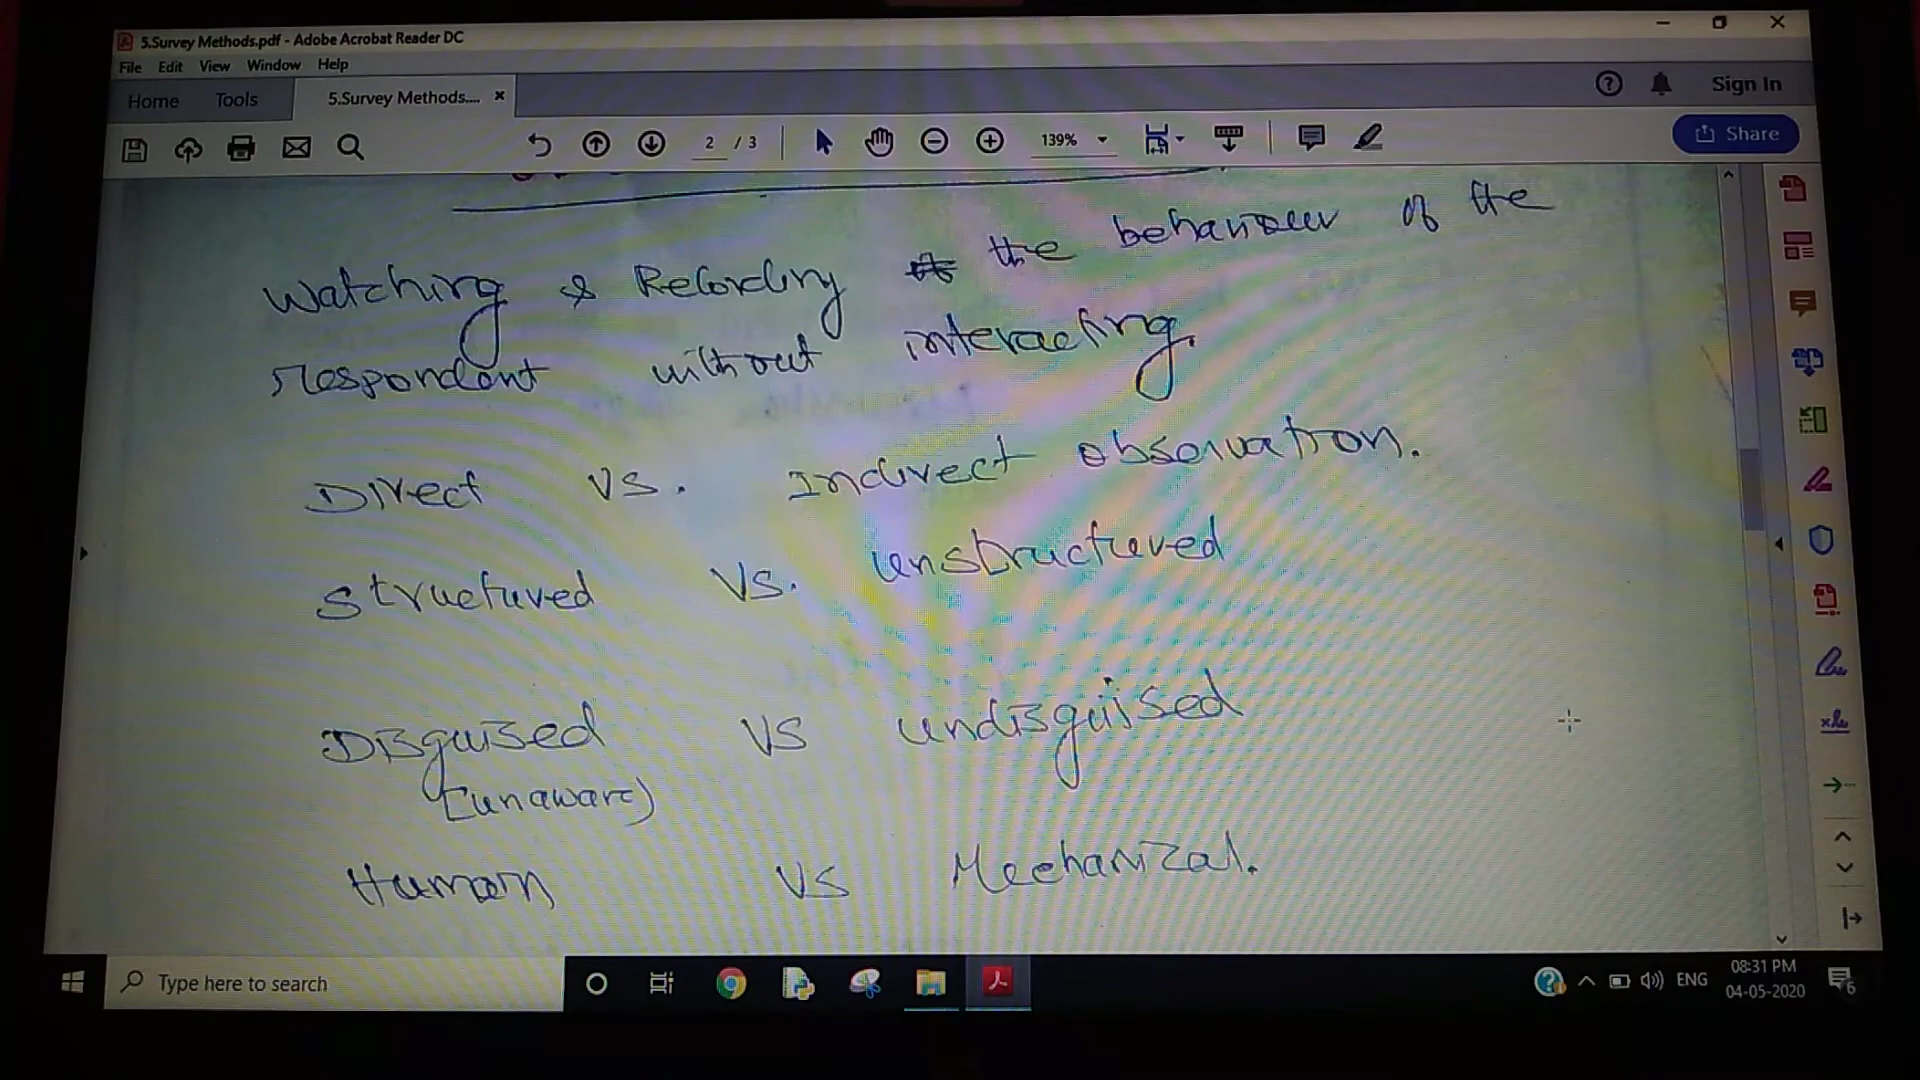 5.Survey Methods.pdf - Adobe Acrobat Reader DC
File Edit View Window Help
Home Tools 5.Survey Methods.... × Sign In
2 / 3 139% Share
Watching & Recording the behaviour of the
respondent without interacting.
Direct vs. Indirect observation.
Structured Vs. unstructured
Disguised VS undisguised
(unaware)
Human VS Mechanical.
Type here to search
ENG
08:31 PM
04-05-2020
6